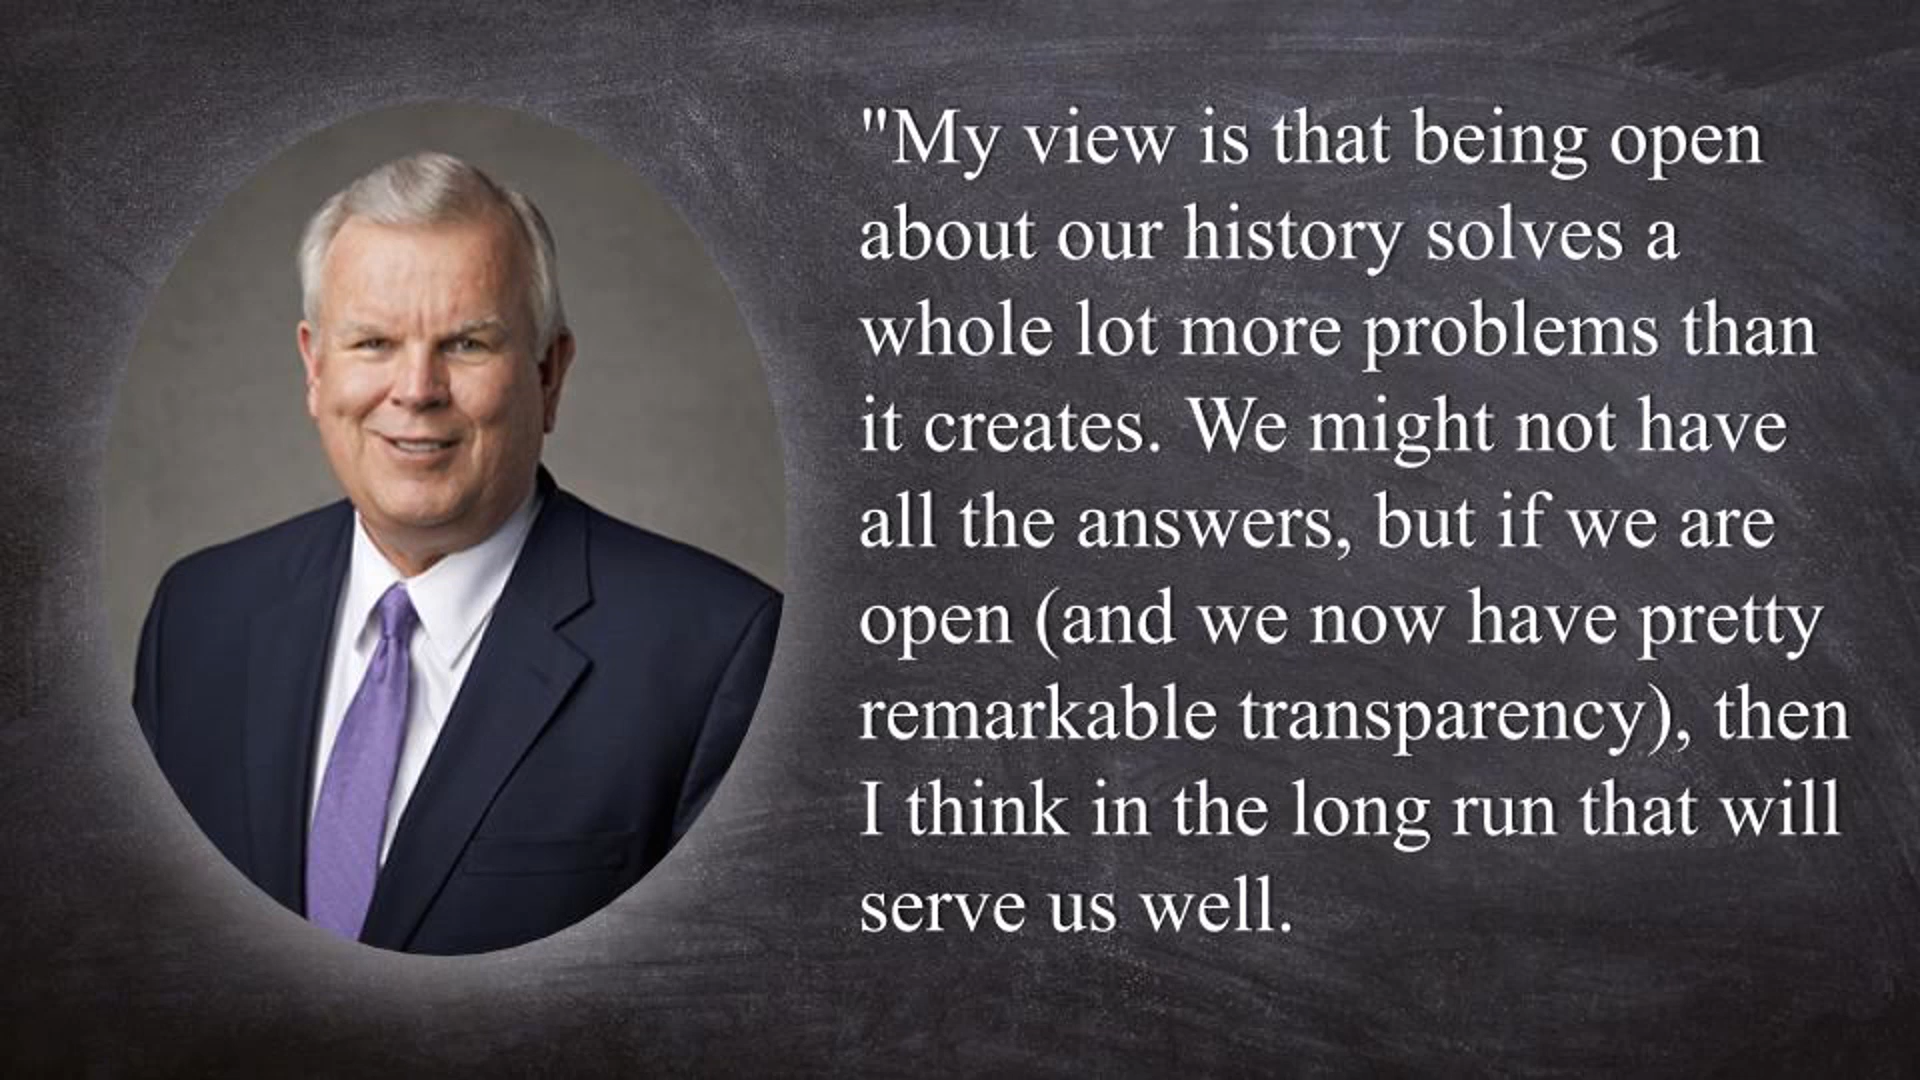 "My view is that being open
about our history solves a
whole lot more problems than
it creates. We might not have
all the answers, but if we are
open (and we now have pretty
remarkable transparency), then
I think in the long run that will
serve us well.